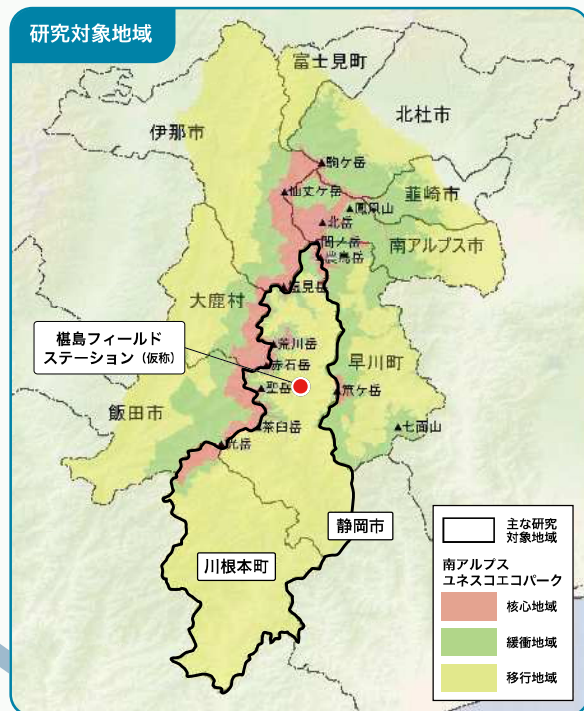 研究対象地域
富士見町
北杜市
伊那市
▲駒ケ岳
▲仙丈ケ岳
韮崎市
▲鳳凰山
▲北岳
間ノ岳
南アルプス市
農鳥岳
▲塩見岳
大鹿村
椹島フィールド
ステーション（仮称）
▲荒川岳
▲赤石岳
早川町
▲聖岳
▲笊ケ岳
飯田市
▲茶臼岳
▲七面山
▲光岳
静岡市
川根本町
主な研究
対象地域
南アルプス
ユネスコエコパーク
核心地域
緩衝地域
移行地域